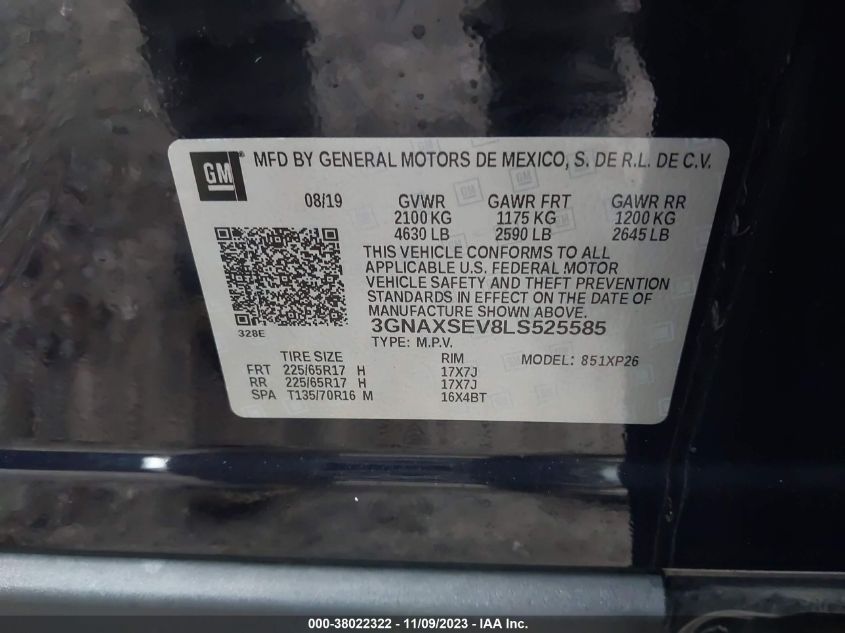 GM
MFD BY GENERAL MOTORS DE MEXICO, S. DE R.L. DE C.V.
08/19 GVWR GAWR FRT GAWR RR
2100 KG 1175 KG 1200 KG
4630 LB 2590 LB 2645 LB
THIS VEHICLE CONFORMS TO ALL
APPLICABLE U.S. FEDERAL MOTOR
VEHICLE SAFETY AND THEFT PREVENTION
STANDARDS IN EFFECT ON THE DATE OF
MANUFACTURE SHOWN ABOVE.
328E
3GNAXSEV8LS525585
TYPE: M.P.V.
TIRE SIZE RIM MODEL: 851XP26
FRT 225/65R17 H 17X7J
RR 225/65R17 H 17X7J
SPA T135/70R16 M 16X4BT
000-38022322 - 11/09/2023 - IAA Inc.